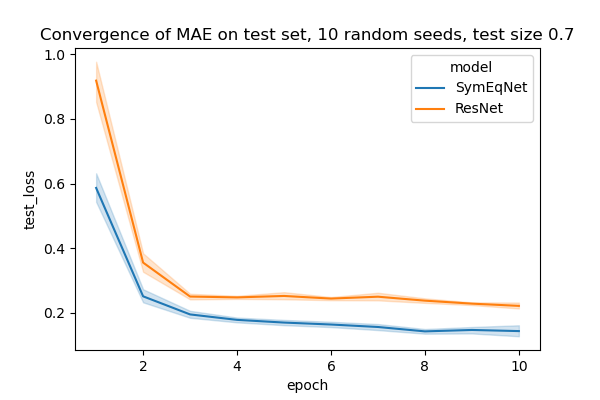 Convergence of MAE on test set, 10 random seeds, test size 0.7
1.0
0.8
0.6
0.4
0.2
test_loss
model
SymEqNet
ResNet
2
4
6
8
10
epoch